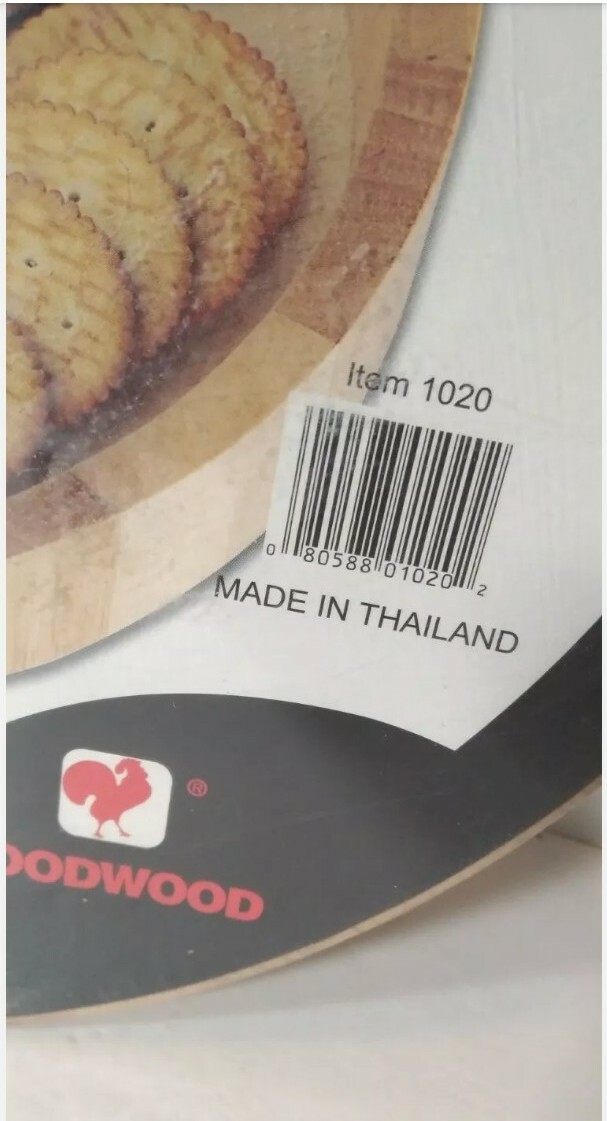 Item 1020
0 80588 01020 2
MADE IN THAILAND
®
OODWOOD